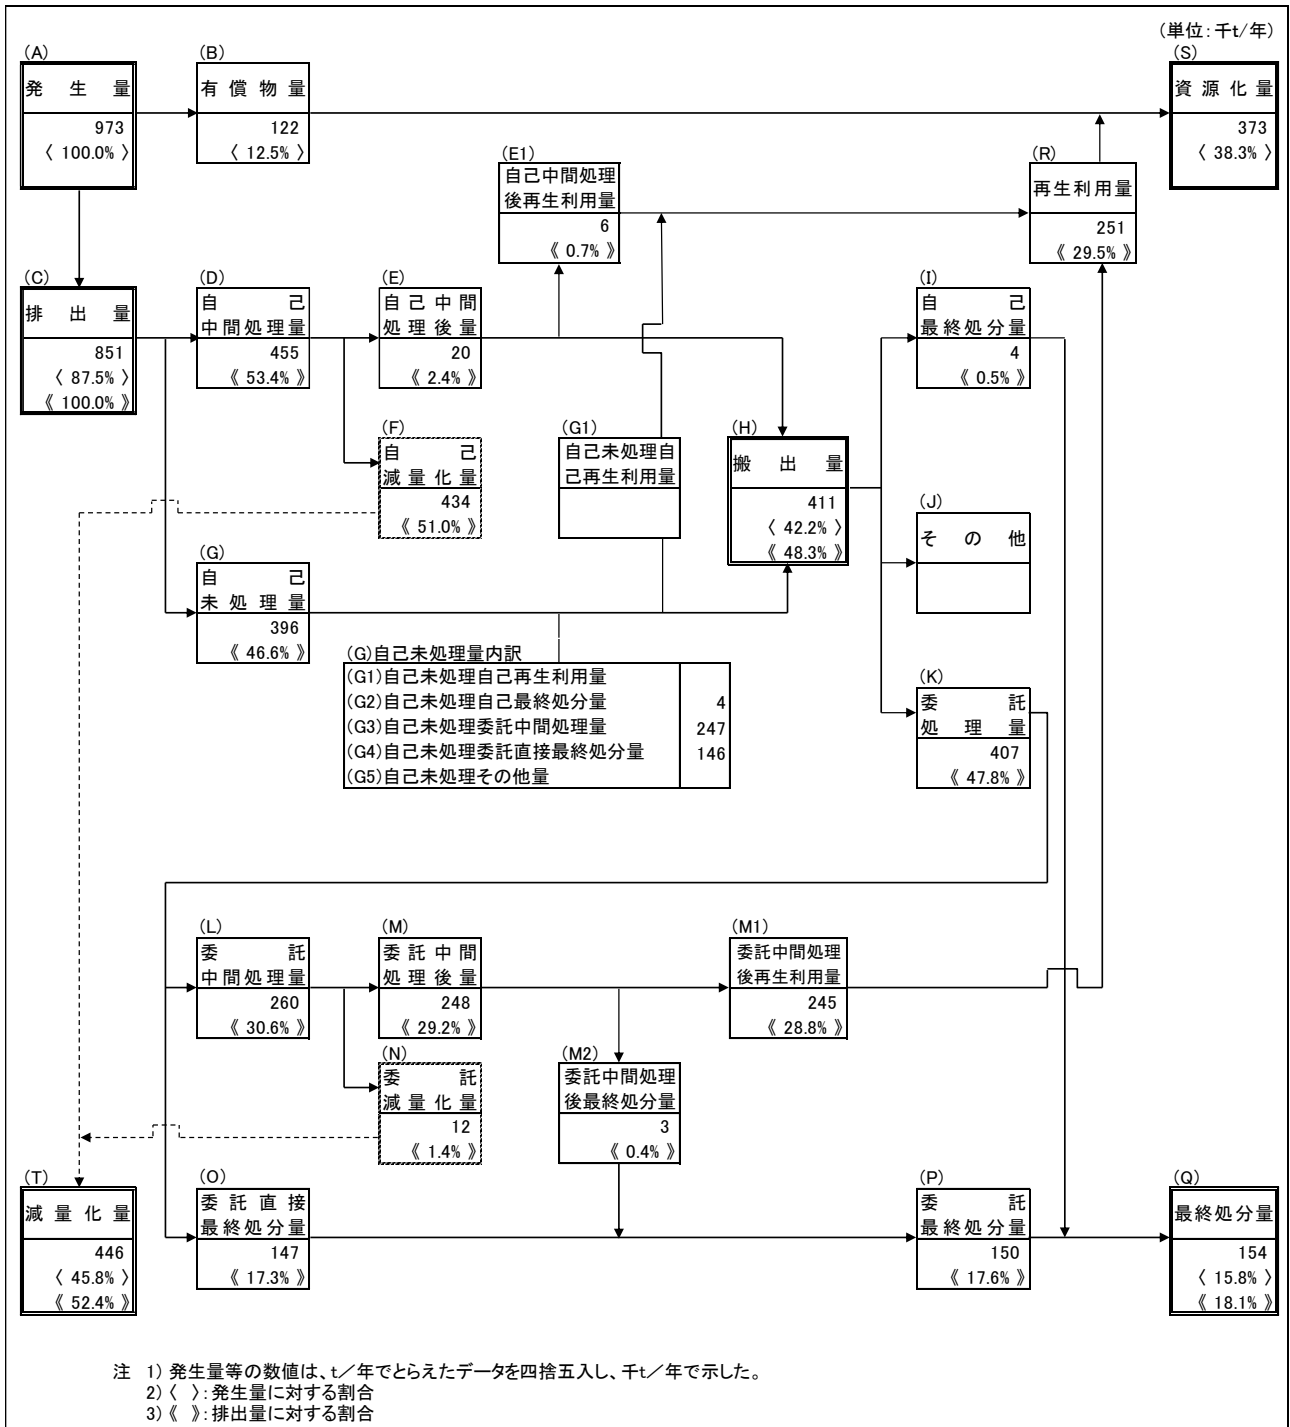 (単位:千t/年)
(A)
発生量
973
〈 100.0% 〉
(B)
有償物量
122
〈 12.5% 〉
(S)
資源化量
373
〈 38.3% 〉
(E1)
自己中間処理
後再生利用量
6
《 0.7% 》
(R)
再生利用量
251
《 29.5% 》
(C)
排出量
851
〈 87.5% 〉
《 100.0% 》
(D)
自己
中間処理量
455
《 53.4% 》
(E)
自己中間
処理後量
20
《 2.4% 》
(I)
自己
最終処分量
4
《 0.5% 》
(F)
自己
減量化量
434
《 51.0% 》
(G1)
自己未処理自
己再生利用量
(H)
搬出量
411
〈 42.2% 〉
《 48.3% 》
(J)
その他
(G)
自己
未処理量
396
《 46.6% 》
(G)自己未処理量内訳
(G1)自己未処理自己再生利用量
(G2)自己未処理自己最終処分量 4
(G3)自己未処理委託中間処理量 247
(G4)自己未処理委託直接最終処分量 146
(G5)自己未処理その他量
(K)
委託
処理量
407
《 47.8% 》
(L)
委託
中間処理量
260
《 30.6% 》
(M)
委託中間
処理後量
248
《 29.2% 》
(M1)
委託中間処理
後再生利用量
245
《 28.8% 》
(N)
委託
減量化量
12
《 1.4% 》
(M2)
委託中間処理
後最終処分量
3
《 0.4% 》
(T)
減量化量
446
〈 45.8% 〉
《 52.4% 》
(O)
委託直接
最終処分量
147
《 17.3% 》
(P)
委託
最終処分量
150
《 17.6% 》
(Q)
最終処分量
154
〈 15.8% 〉
《 18.1% 》
注 1) 発生量等の数値は、t/年でとらえたデータを四捨五入し、千t/年で示した。
2) 〈 〉: 発生量に対する割合
3) 《 》: 排出量に対する割合